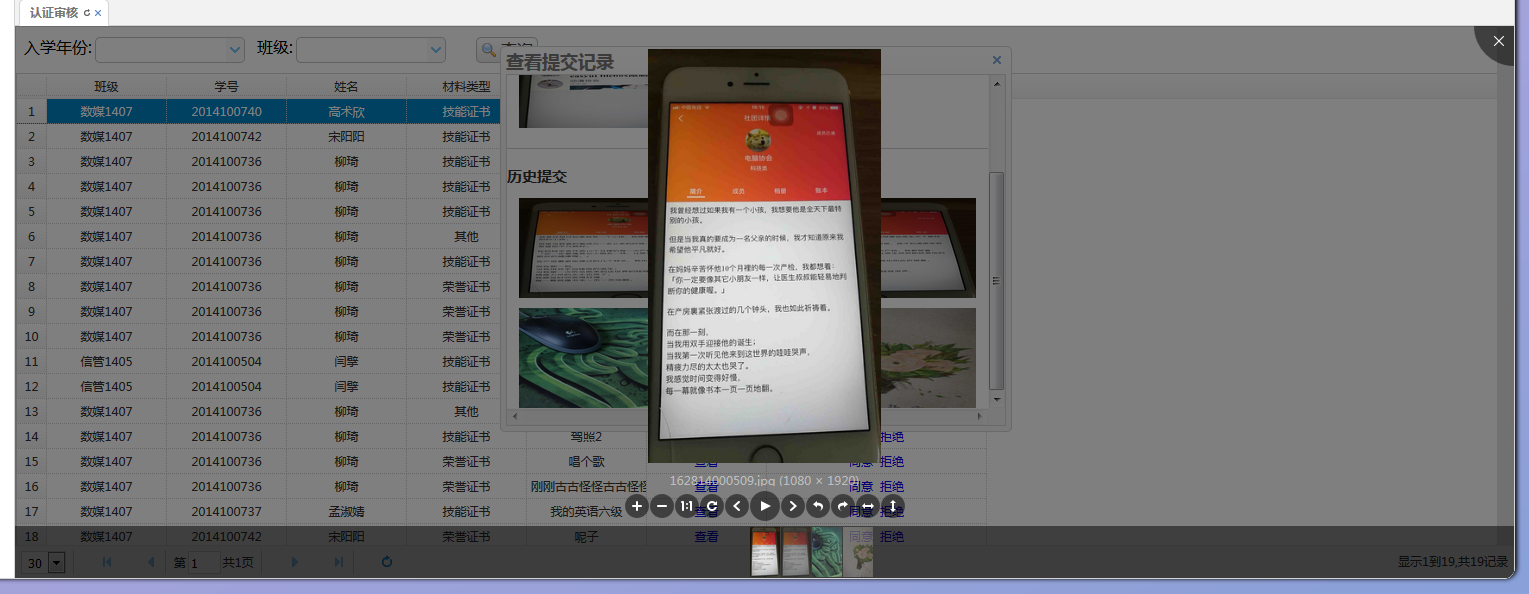 认证审核
入学年份:
班级:
查询
查看提交记录
班级 学号 姓名 材料类型
1 数媒1407 2014100740 高术欣 技能证书
2 数媒1407 2014100742 宋阳阳 技能证书
3 数媒1407 2014100736 柳琦 技能证书
4 数媒1407 2014100736 柳琦 技能证书
5 数媒1407 2014100736 柳琦 技能证书
6 数媒1407 2014100736 柳琦 其他
7 数媒1407 2014100736 柳琦 技能证书
8 数媒1407 2014100736 柳琦 荣誉证书
9 数媒1407 2014100736 柳琦 荣誉证书
10 数媒1407 2014100736 柳琦 荣誉证书
11 信管1405 2014100504 闫擎 技能证书
12 信管1405 2014100504 闫擎 技能证书
13 数媒1407 2014100736 柳琦 其他
14 数媒1407 2014100736 柳琦 技能证书 驾照2 拒绝
15 数媒1407 2014100736 柳琦 荣誉证书 唱个歌 查看 同意 拒绝
16 数媒1407 2014100736 柳琦 荣誉证书 刚刚古古怪怪古古怪怪 查看 同意 拒绝
17 数媒1407 2014100737 孟淑婧 技能证书 我的英语六级 拒绝
18 数媒1407 2014100742 宋阳阳 荣誉证书 呢子 查看 同意 拒绝
历史提交
电脑协会
简介 成员 相册 账本
我曾经想过如果我有一个小孩，我想要他是全天下最特
别的小孩。
但是当我真的要成为一名父亲的时候，我才知道原来我
希望他平凡就好。
在妈妈辛苦怀他10个月裡的每一次产检，我都想着：
「你一定要像其它小朋友一样，让医生叔叔能轻易地判
断你的健康喔。」
在产房裏紧张渡过的几个钟头，我也如此祈祷着。
而在那一刻，
当我用双手迎接他的诞生；
当我第一次听见他来到这世界的哇哇哭声，
精疲力尽的太太也哭了。
我感觉时间变得好慢，
每一幕就像书本一页一页地翻。
162814000509.jpg (1080 × 1920)
1:1
30 第 1 共1页
显示1到19,共19记录